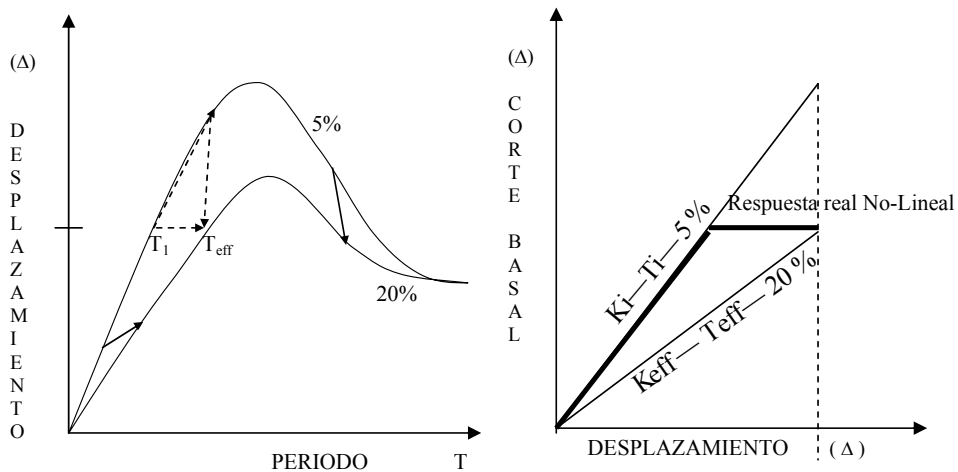 (Δ)
DESPLAZAMIENTO
5%
T1
Teff
20%
PERIODO
T
(Δ)
CORTE BASAL
Respuesta real No-Lineal
Ki—Ti—5%
Keff—Teff—20%
DESPLAZAMIENTO
(Δ)